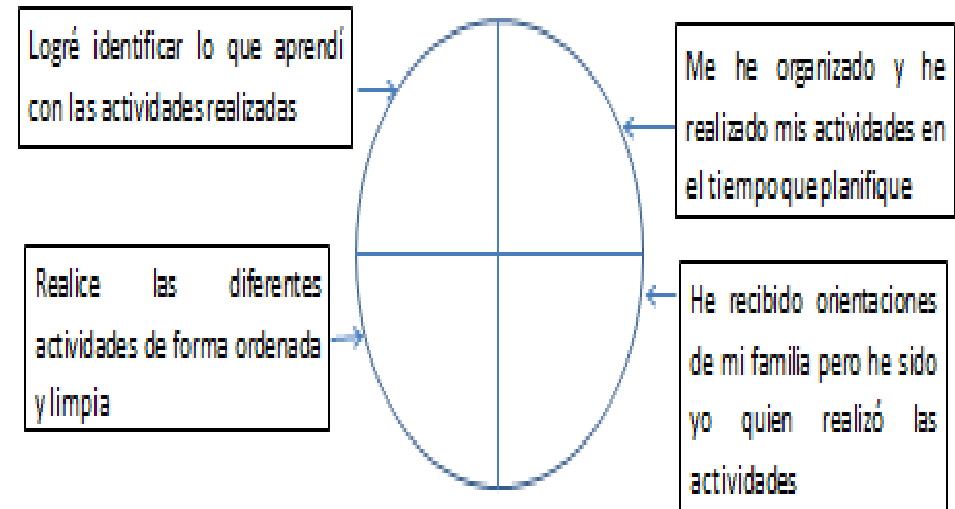 Logré identificar lo que aprendí
con las actividades realizadas
Me he organizado y he
realizado mis actividades en
el tiempo que planifique
Realice las diferentes
actividades de forma ordenada
y limpia
He recibido orientaciones
de mi familia pero he sido
yo quien realizó las
actividades